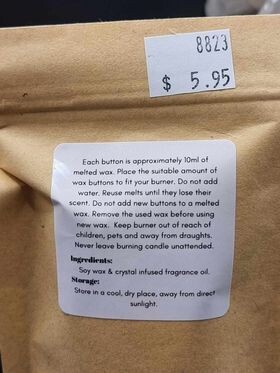 8823
$ 5.95
Each button is approximately 10ml of
melted wax. Place the suitable amount of
wax buttons to fit your burner. Do not add
water. Reuse melts until they lose their
scent. Do not add new buttons to a melted
wax. Remove the used wax before using
new wax. Keep burner out of reach of
children, pets and away from draughts.
Never leave burning candle unattended.
Ingredients:
Soy wax & crystal infused fragrance oil.
Storage:
Store in a cool, dry place, away from direct
sunlight.